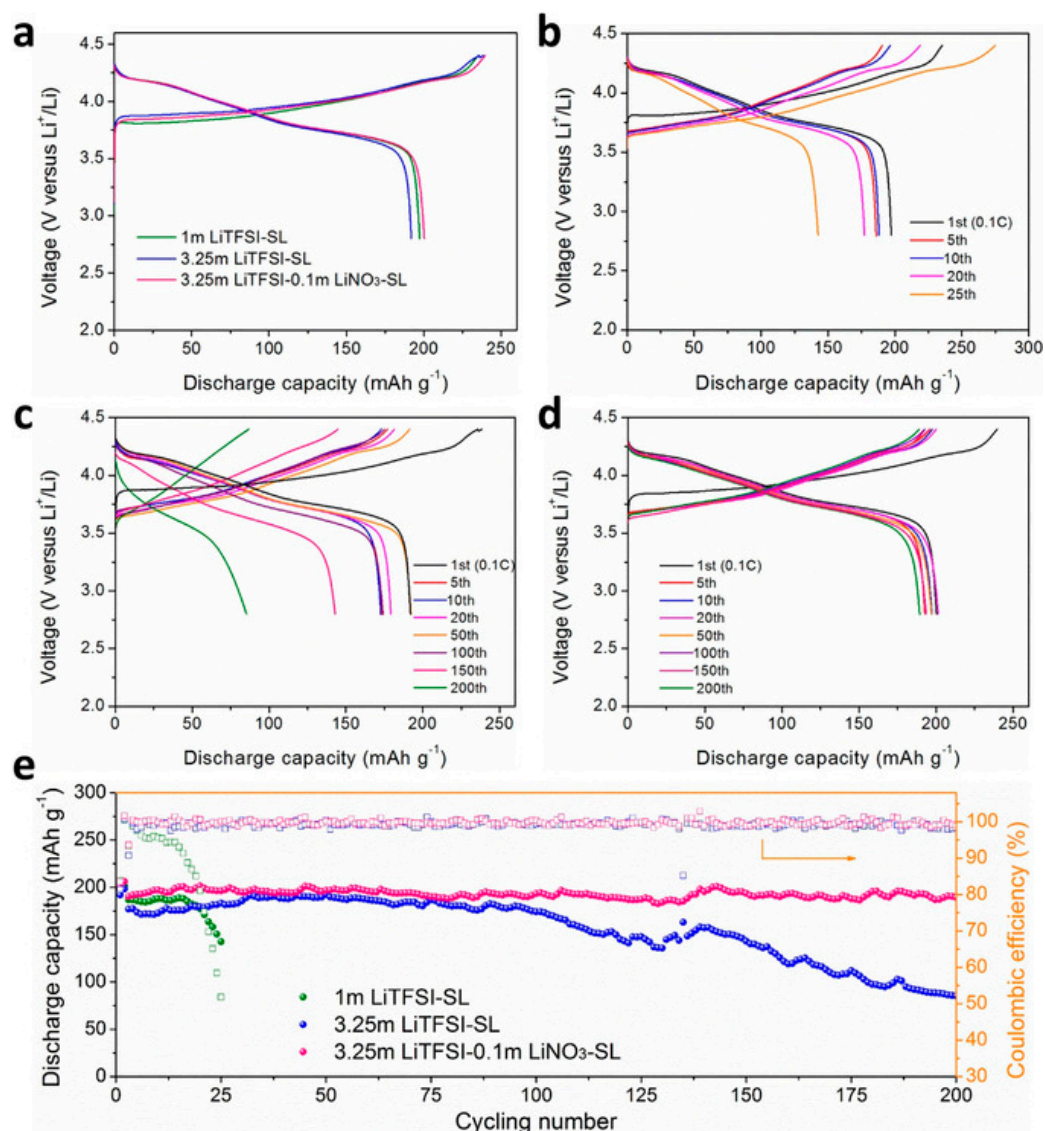 a
4.5
4.0
3.5
3.0
2.5
2.0
Voltage (V versus Li⁺/Li)
1m LiTFSI-SL
3.25m LiTFSI-SL
3.25m LiTFSI-0.1m LiNO₃-SL
0 50 100 150 200 250
Discharge capacity (mAh g⁻¹)
b
4.5
4.0
3.5
3.0
2.5
2.0
Voltage (V versus Li⁺/Li)
1st (0.1C)
5th
10th
20th
25th
0 50 100 150 200 250 300
Discharge capacity (mAh g⁻¹)
c
4.5
4.0
3.5
3.0
2.5
2.0
Voltage (V versus Li⁺/Li)
1st (0.1C)
5th
10th
20th
50th
100th
150th
200th
0 50 100 150 200 250
Discharge capacity (mAh g⁻¹)
d
4.5
4.0
3.5
3.0
2.5
2.0
Voltage (V versus Li⁺/Li)
1st (0.1C)
5th
10th
20th
50th
100th
150th
200th
0 50 100 150 200 250
Discharge capacity (mAh g⁻¹)
e
300
250
200
150
100
50
0
Discharge capacity (mAh g⁻¹)
1m LiTFSI-SL
3.25m LiTFSI-SL
3.25m LiTFSI-0.1m LiNO₃-SL
100
90
80
70
60
50
40
30
Coulombic efficiency (%)
0 25 50 75 100 125 150 175 200
Cycling number